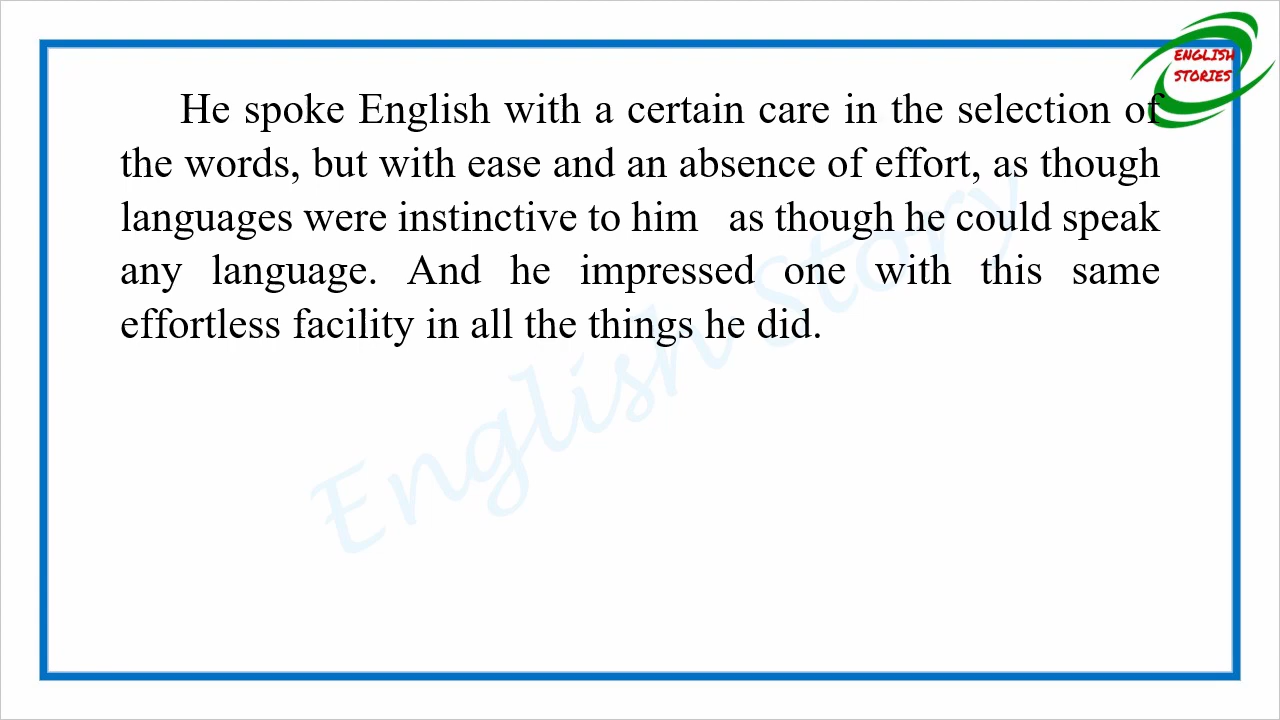 ENGLISH
STORIES
He spoke English with a certain care in the selection of
the words, but with ease and an absence of effort, as though
languages were instinctive to him   as though he could speak
any language. And he impressed one with this same
effortless facility in all the things he did.
English Story